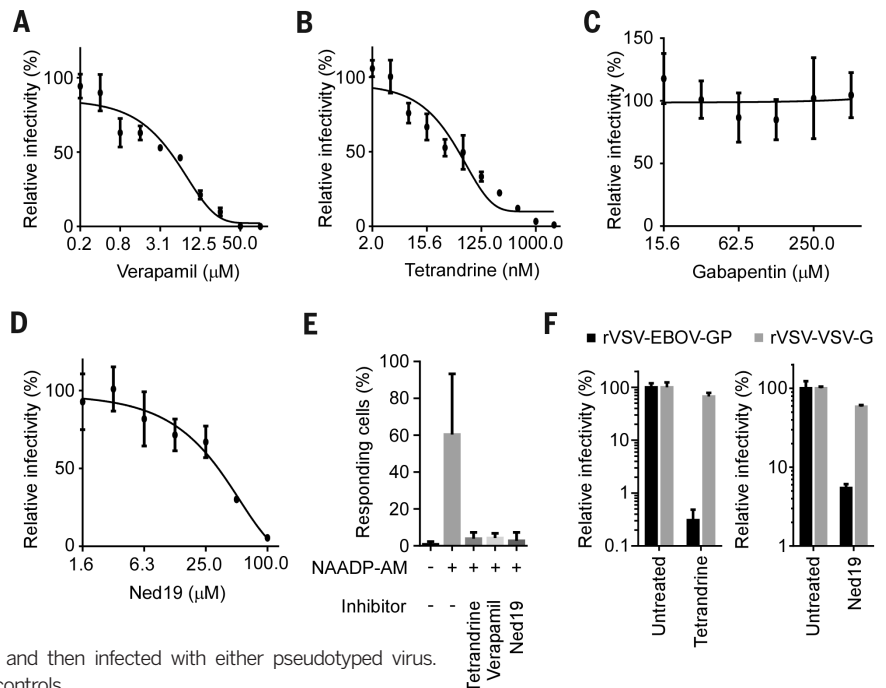 A
Relative infectivity (%)
100
50
0
0.2 0.8 3.1 12.5 50.0
Verapamil (μM)
B
Relative infectivity (%)
100
50
0
2.0 15.6 125.0 1000.0
Tetrandrine (nM)
C
Relative infectivity (%)
150
100
50
0
15.6 62.5 250.0
Gabapentin (μM)
D
Relative infectivity (%)
100
50
0
1.6 6.3 25.0 100.0
Ned19 (μM)
E
Responding cells (%)
100
80
60
40
20
0
NAADP-AM - + + + +
Inhibitor - - Tetrandrine Verapamil Ned19
F
rVSV-EBOV-GP rVSV-VSV-G
Relative infectivity (%)
100
10
1
0.1
Untreated
Tetrandrine
Relative infectivity (%)
100
10
1
Untreated
Ned19
and then infected with either pseudotyped virus.
controls